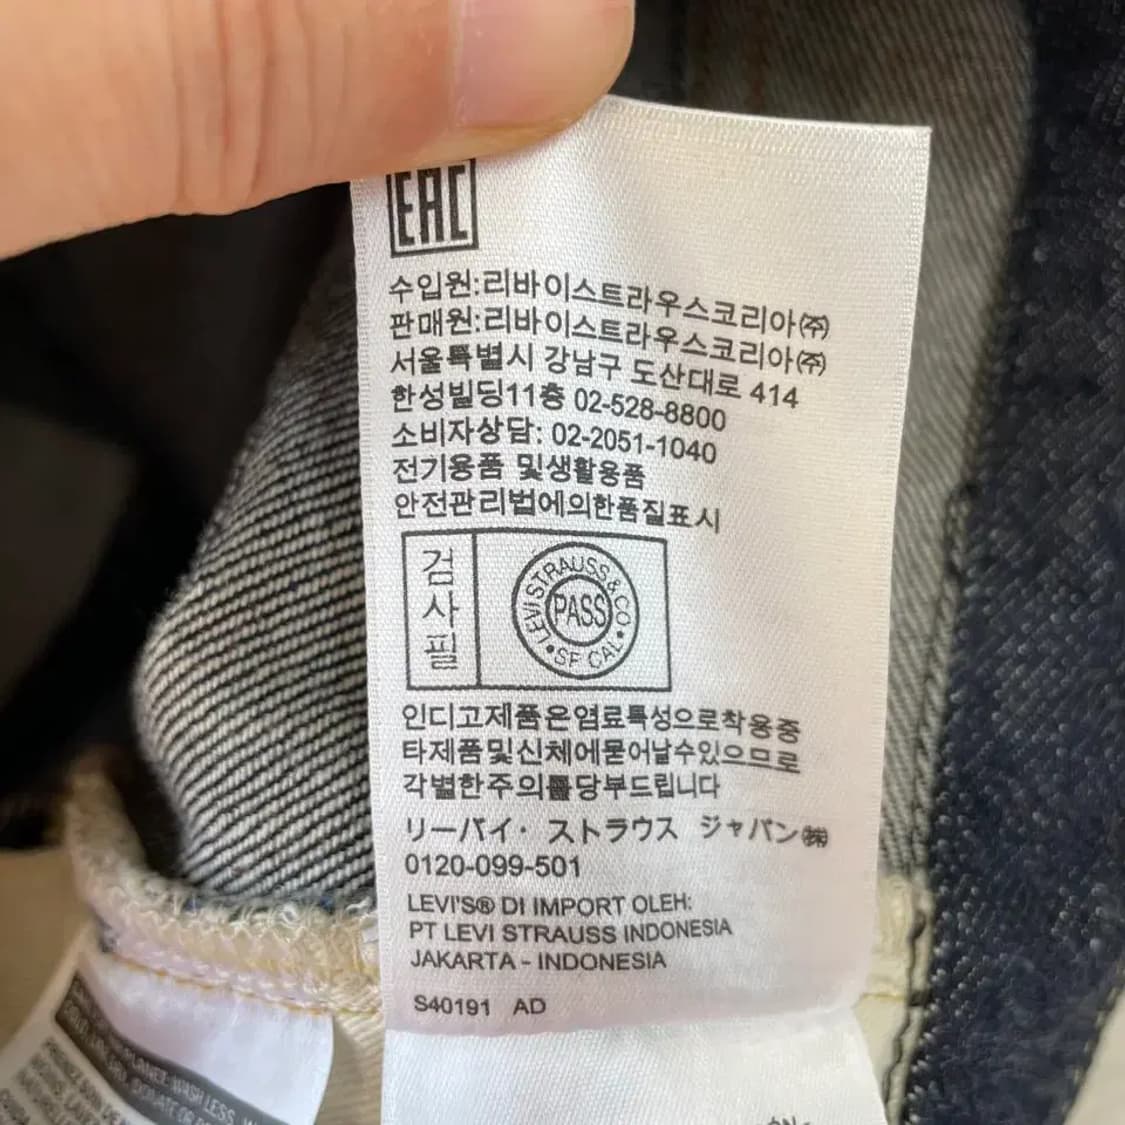 EAC
수입원:리바이스트라우스코리아㈜
판매원:리바이스트라우스코리아㈜
서울특별시 강남구 도산대로 414
한성빌딩11층 02-528-8800
소비자상담: 02-2051-1040
전기용품 및생활용품
안전관리법에의한품질표시
검사필
LEVI STRAUSS & CO • SF CAL •
PASS
인디고제품은염료특성으로착용중
타제품및신체에묻어날수있으므로
각별한주의를당부드립니다
リーバイ・ストラウス ジャパン㈱
0120-099-501
LEVI'S® DI IMPORT OLEH:
PT LEVI STRAUSS INDONESIA
JAKARTA - INDONESIA
S40191 AD
PLANET, WASH LESS,